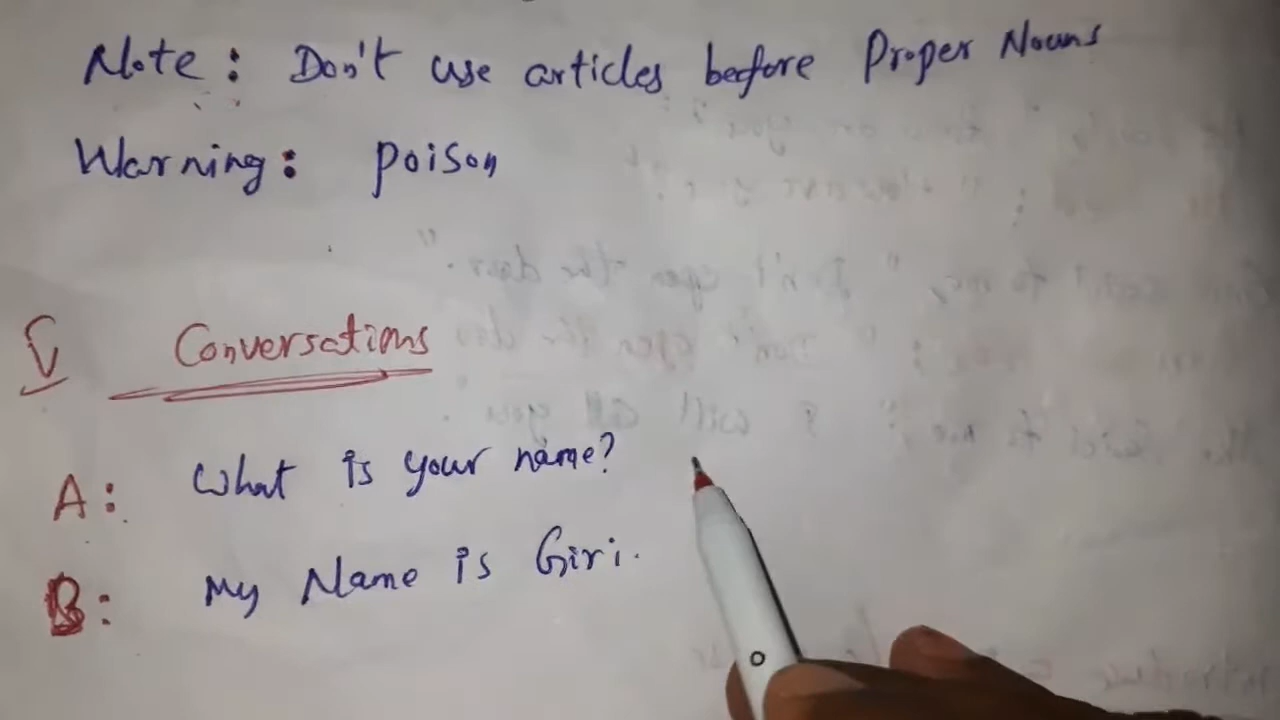 Note: Don't use articles before Proper Nouns
Warning: poison
V Conversations
A: What is your name?
B: My Name is Giri.